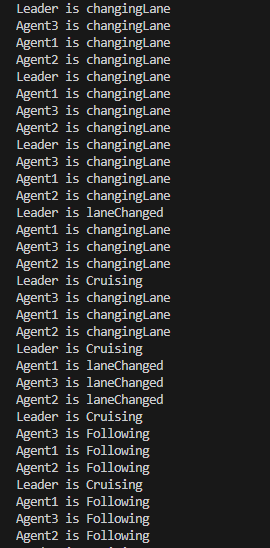 Leader is changingLane
Agent3 is changingLane
Agent1 is changingLane
Agent2 is changingLane
Leader is changingLane
Agent1 is changingLane
Agent3 is changingLane
Agent2 is changingLane
Leader is changingLane
Agent3 is changingLane
Agent1 is changingLane
Agent2 is changingLane
Leader is laneChanged
Agent1 is changingLane
Agent3 is changingLane
Agent2 is changingLane
Leader is Cruising
Agent3 is changingLane
Agent1 is changingLane
Agent2 is changingLane
Leader is Cruising
Agent1 is laneChanged
Agent3 is laneChanged
Agent2 is laneChanged
Leader is Cruising
Agent3 is Following
Agent1 is Following
Agent2 is Following
Leader is Cruising
Agent1 is Following
Agent3 is Following
Agent2 is Following